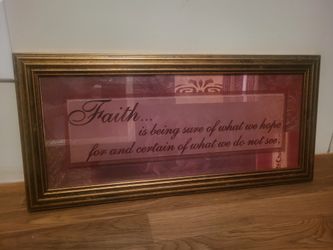 Faith...
is being sure of what we hope
for and certain of what we do not see.